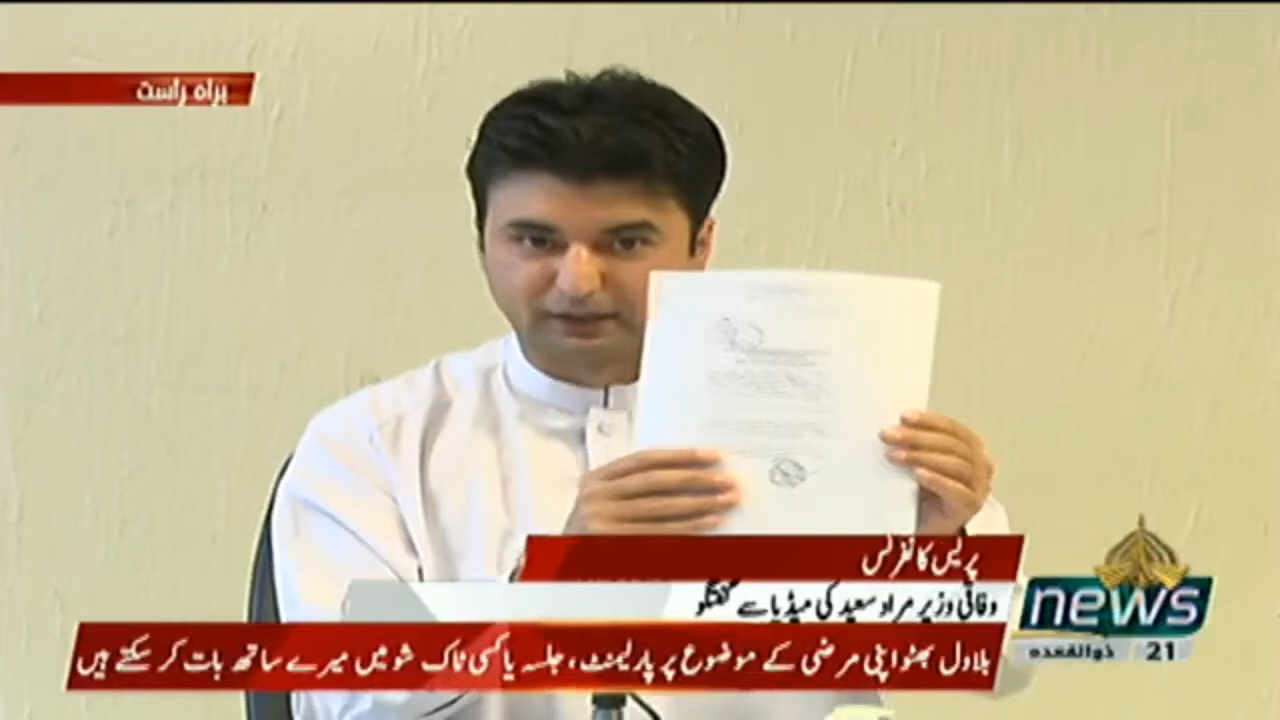 براہ راست
پریس کانفرنس
وفاقی وزیر مراد سعید کی میڈیا سے گفتگو
بلاول بھٹو اپنی مرضی کے موضوع پر پارلیمنٹ، جلسہ یا کسی ٹاک شو میں میرے ساتھ بات کر سکتے ہیں
news
21 ذوالقعدہ